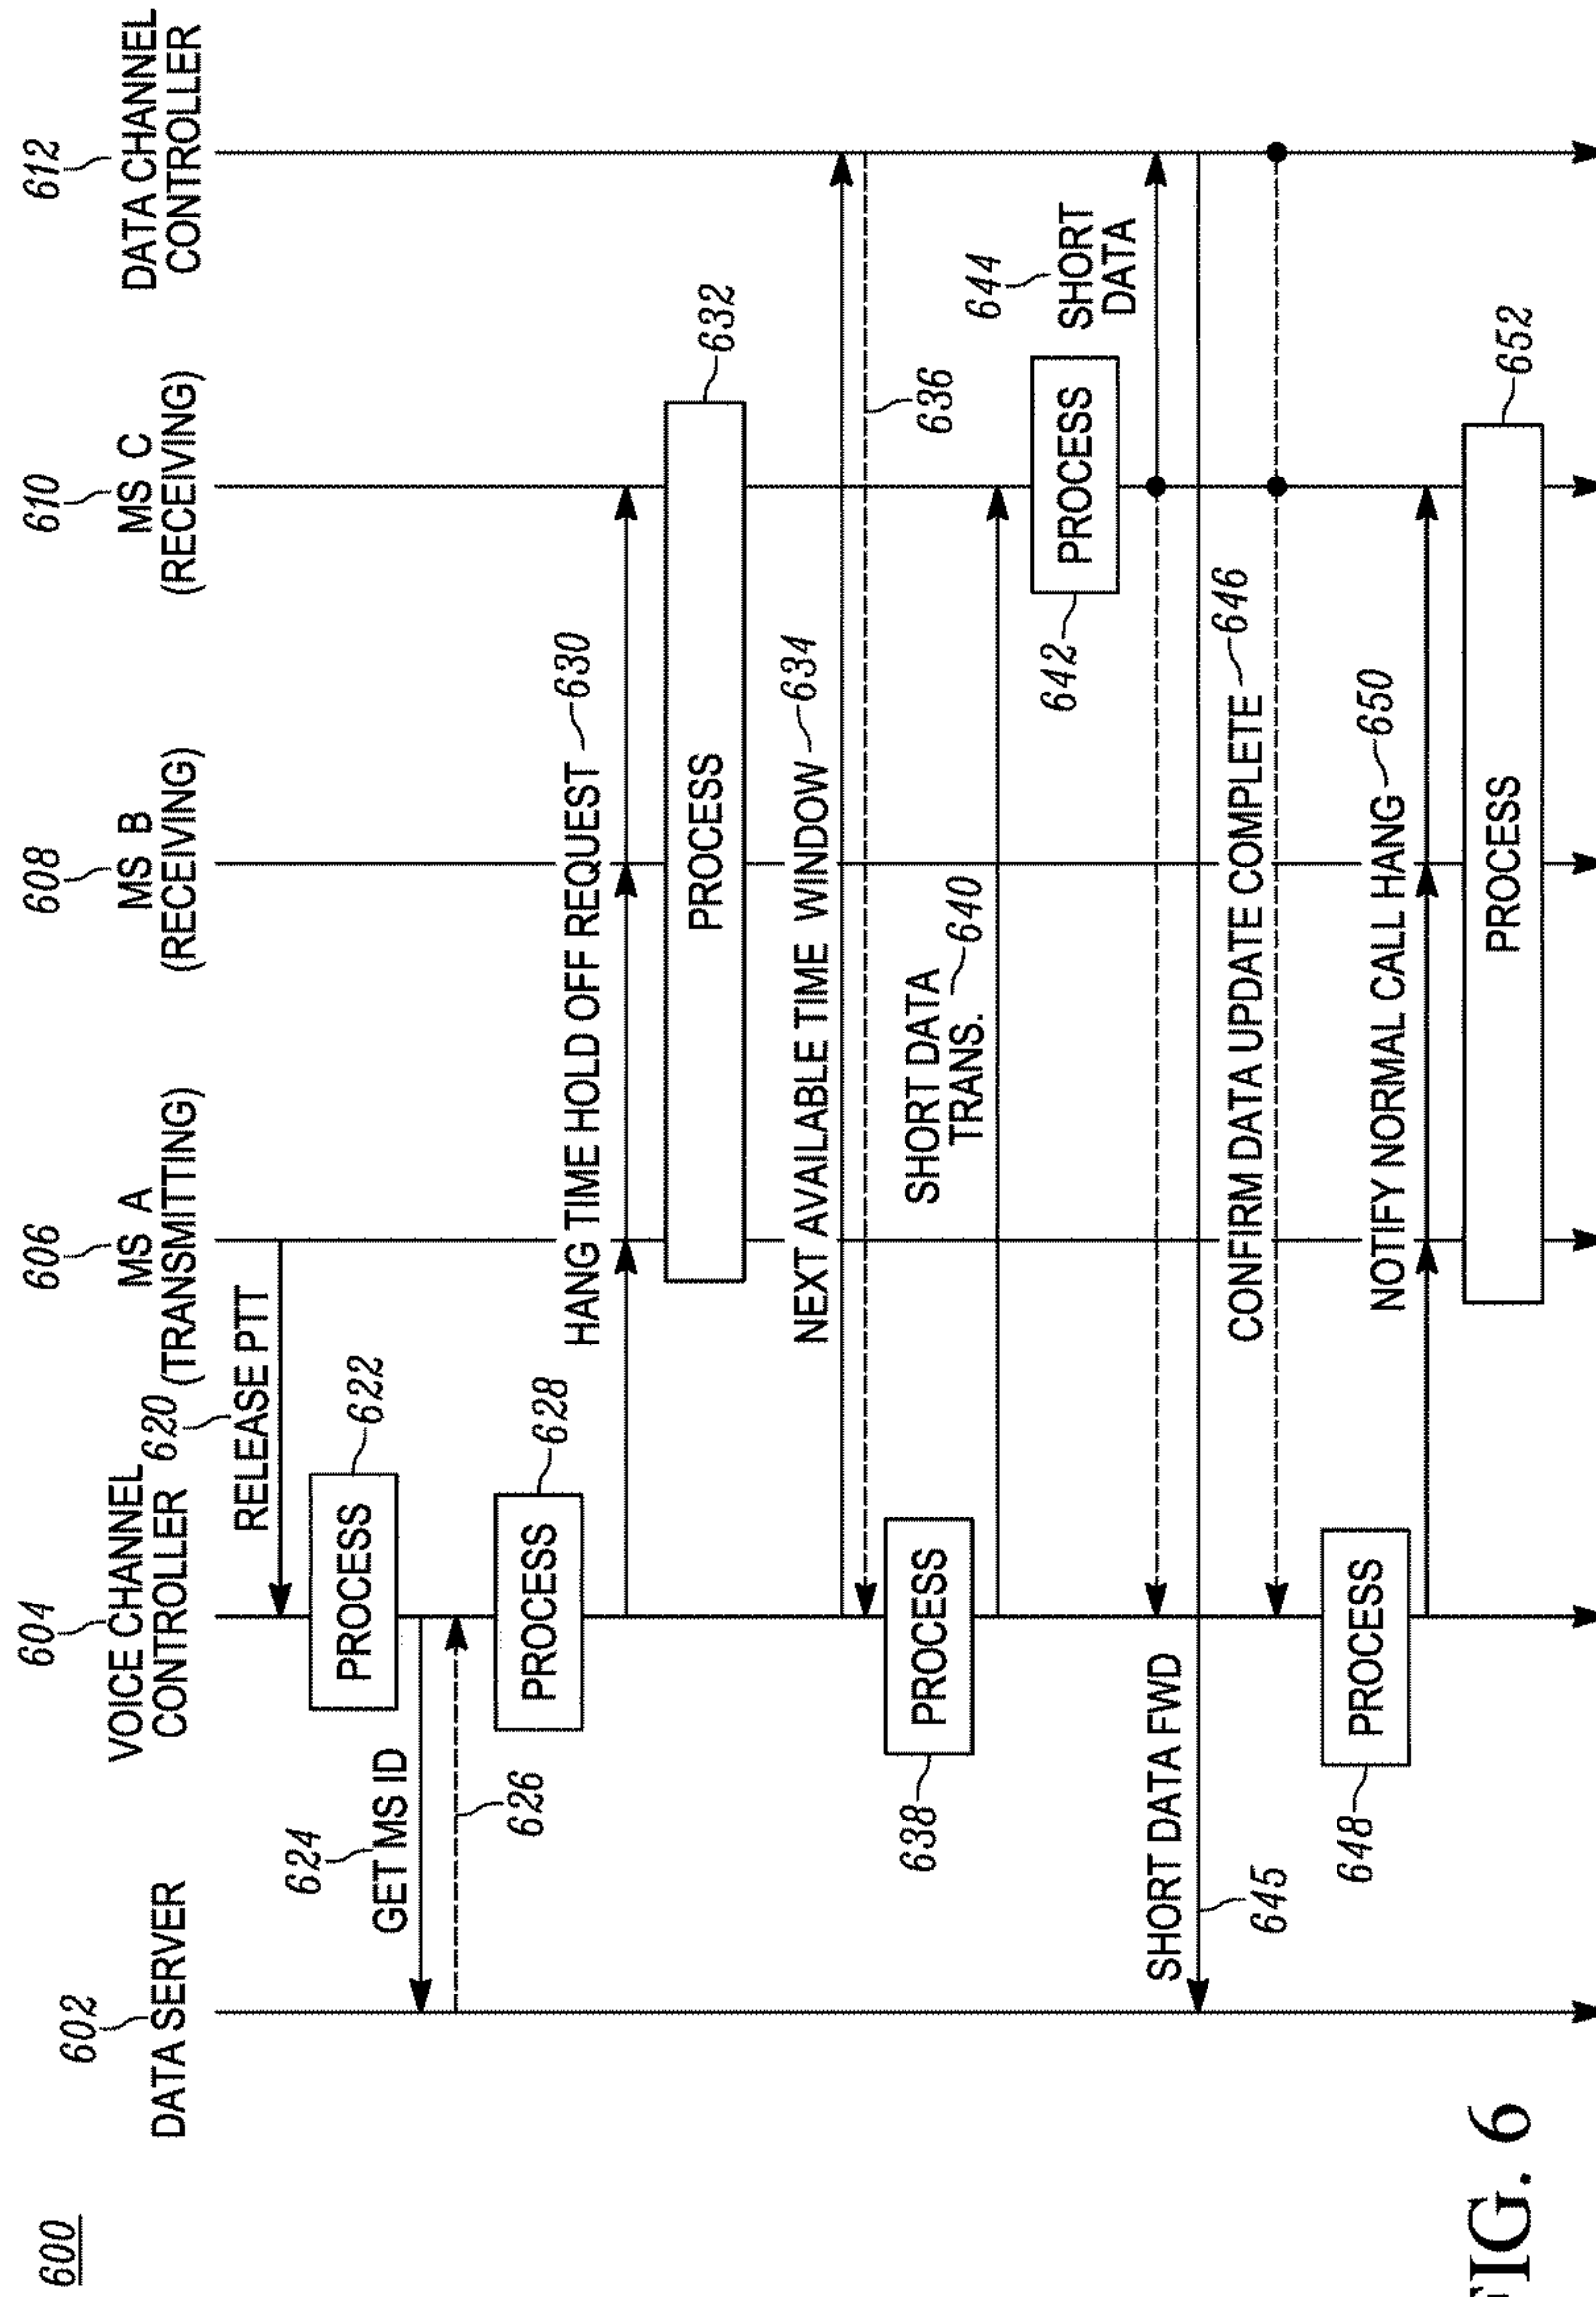 600
602
DATA SERVER
604
VOICE CHANNEL
CONTROLLER
606
MS A
(TRANSMITTING)
608
MS B
(RECEIVING)
610
MS C
(RECEIVING)
612
DATA CHANNEL
CONTROLLER
620
RELEASE PTT
PROCESS
622
624
GET MS ID
626
PROCESS
628
HANG TIME HOLD OFF REQUEST 630
PROCESS
632
NEXT AVAILABLE TIME WINDOW 634
636
PROCESS
638
SHORT DATA
TRANS. 640
PROCESS
642
644
SHORT
DATA
SHORT DATA FWD
645
CONFIRM DATA UPDATE COMPLETE 646
PROCESS
648
NOTIFY NORMAL CALL HANG 650
PROCESS
652
FIG. 6